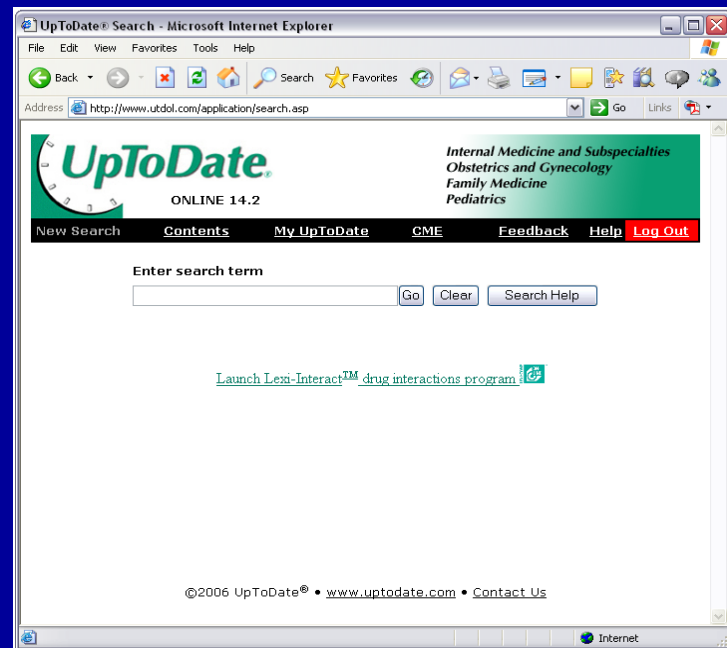 UpToDate® Search - Microsoft Internet Explorer
File Edit View Favorites Tools Help
Back Search Favorites
Address http://www.utdol.com/application/search.asp Go Links
UpToDate®
ONLINE 14.2
Internal Medicine and Subspecialties
Obstetrics and Gynecology
Family Medicine
Pediatrics
New Search Contents My UpToDate CME Feedback Help Log Out
Enter search term
Go Clear Search Help
Launch Lexi-Interact™ drug interactions program
©2006 UpToDate® • www.uptodate.com • Contact Us
Internet